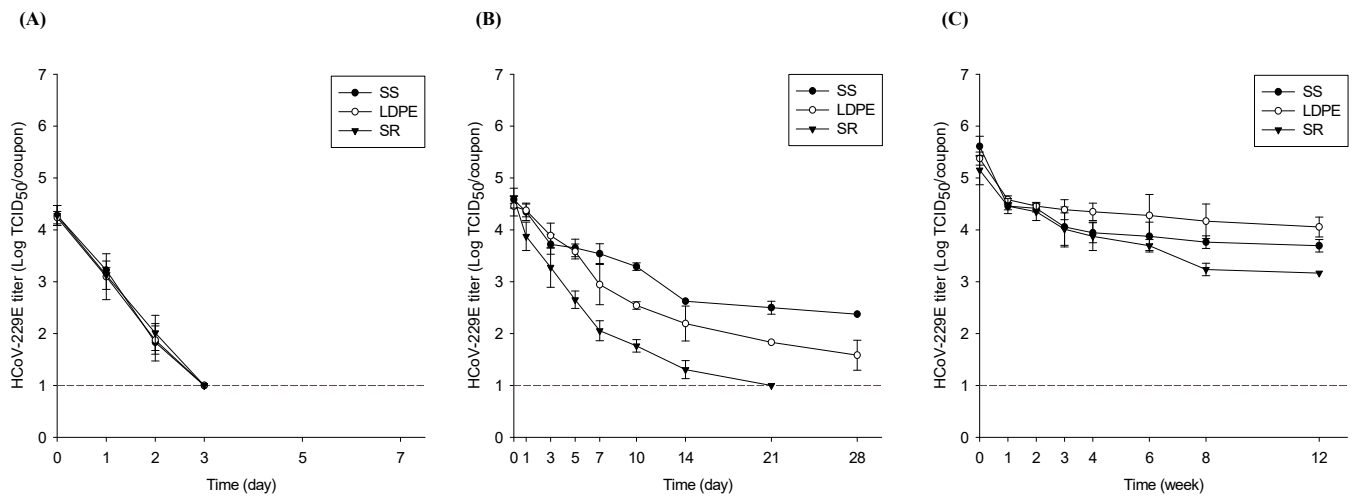 (A)
HCoV-229E titer (Log TCID50/coupon)
7
6
5
4
3
2
1
0
SS
LDPE
SR
0 1 2 3 5 7
Time (day)
(B)
HCoV-229E titer (Log TCID50/coupon)
7
6
5
4
3
2
1
0
SS
LDPE
SR
0 1 3 5 7 10 14 21 28
Time (day)
(C)
HCoV-229E titer (Log TCID50/coupon)
7
6
5
4
3
2
1
0
SS
LDPE
SR
0 1 2 3 4 6 8 12
Time (week)